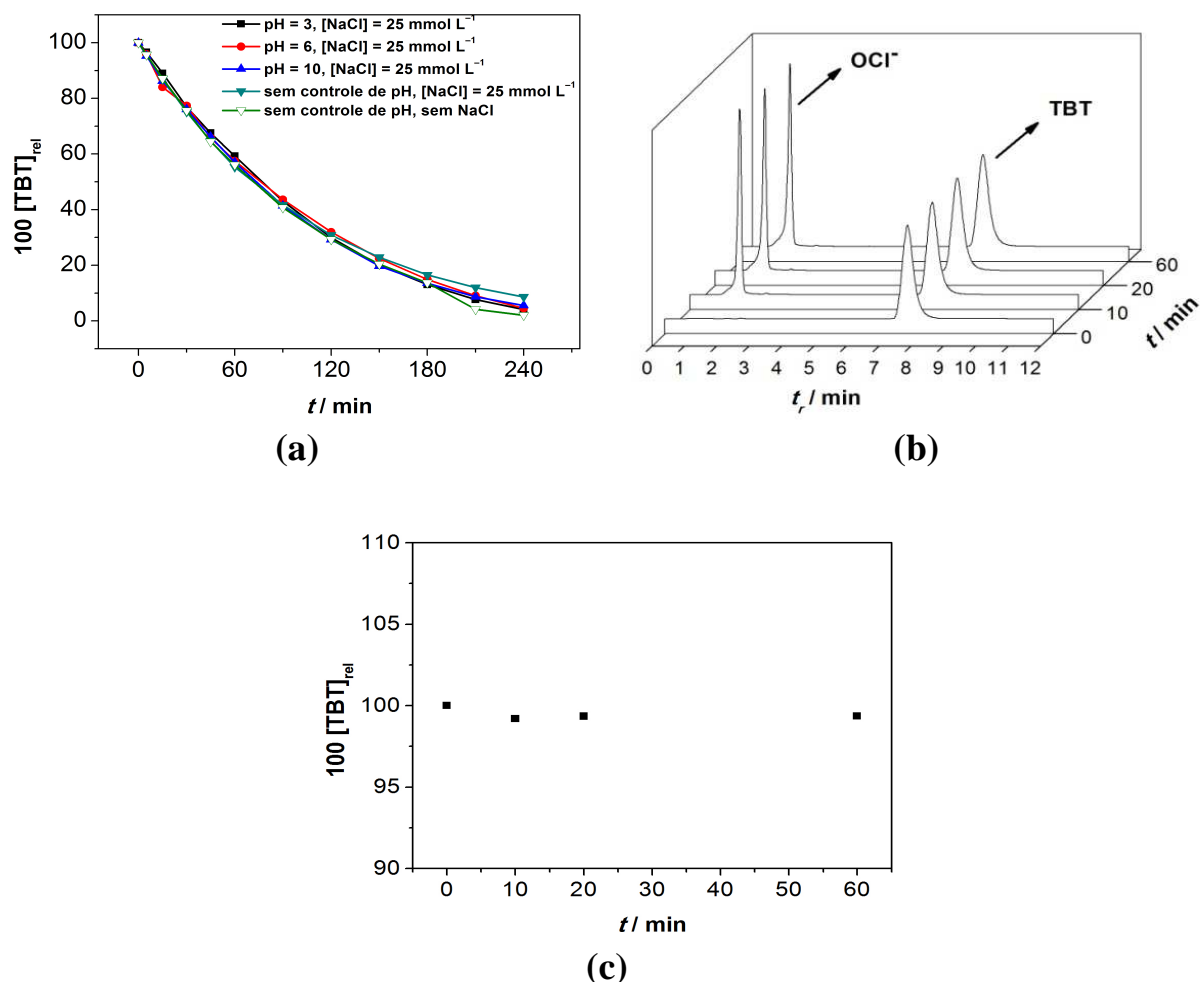 pH = 3, [NaCl] = 25 mmol L⁻¹
pH = 6, [NaCl] = 25 mmol L⁻¹
pH = 10, [NaCl] = 25 mmol L⁻¹
sem controle de pH, [NaCl] = 25 mmol L⁻¹
sem controle de pH, sem NaCl
100
80
60
40
20
0
100 [TBT]rel
0 60 120 180 240
t / min
(a)
OCl⁻
TBT
60
20
10
0
t / min
0 1 2 3 4 5 6 7 8 9 10 11 12
tr / min
(b)
110
105
100
95
90
100 [TBT]rel
0 10 20 30 40 50 60
t / min
(c)